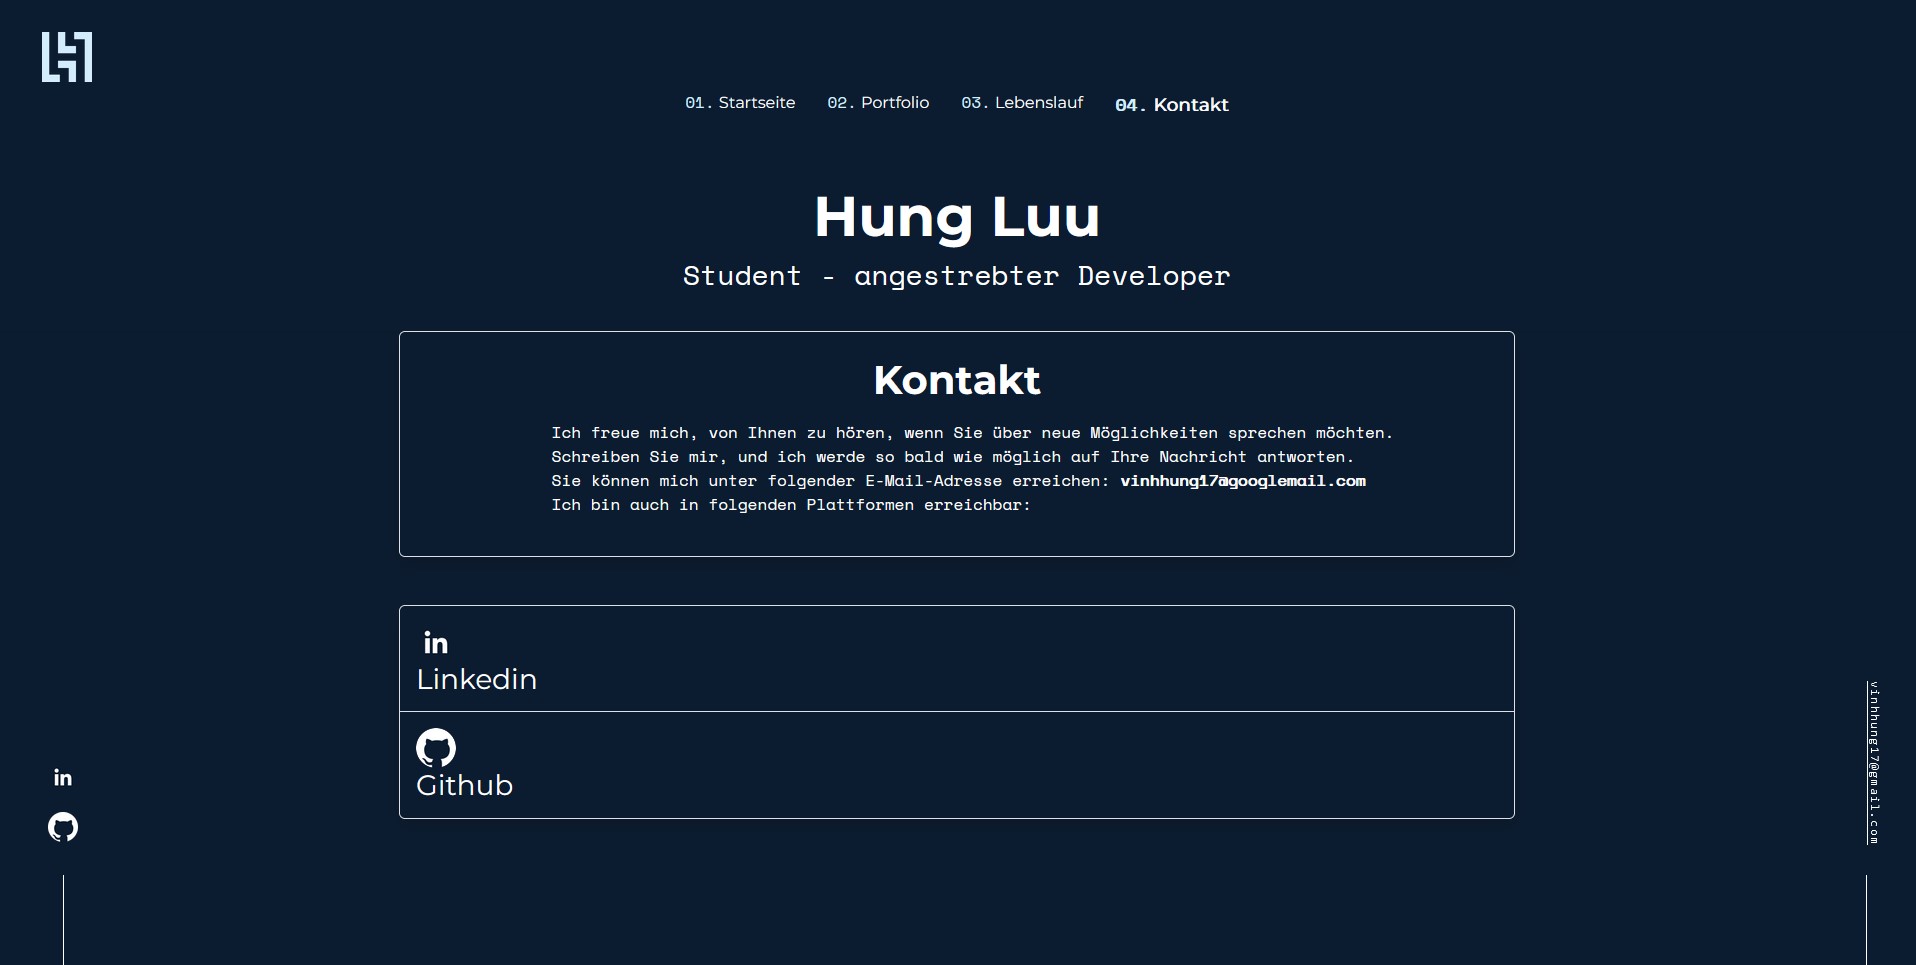 01. Startseite 02. Portfolio 03. Lebenslauf 04. Kontakt
Hung Luu
Student - angestrebter Developer
Kontakt
Ich freue mich, von Ihnen zu hören, wenn Sie über neue Möglichkeiten sprechen möchten.
Schreiben Sie mir, und ich werde so bald wie möglich auf Ihre Nachricht antworten.
Sie können mich unter folgender E-Mail-Adresse erreichen: vinhhung17@googlemail.com
Ich bin auch in folgenden Plattformen erreichbar:
in
Linkedin
Github
in
vinhhung17@gmail.com